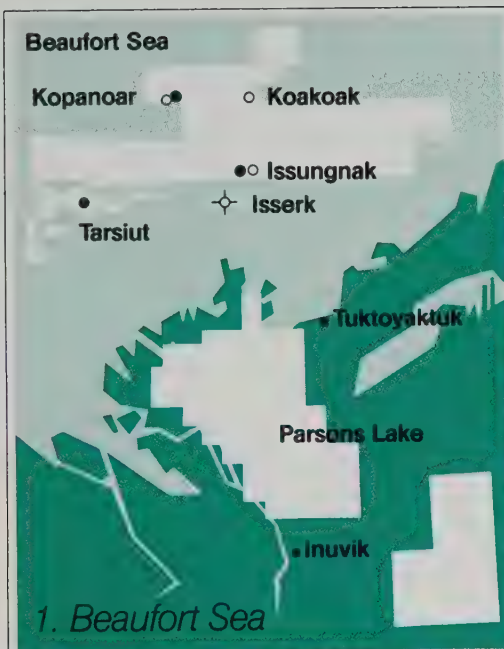 Beaufort Sea
Kopanoar
Koakoak
Issungnak
Isserk
Tarsiut
Tuktoyaktuk
Parsons Lake
Inuvik
1. Beaufort Sea